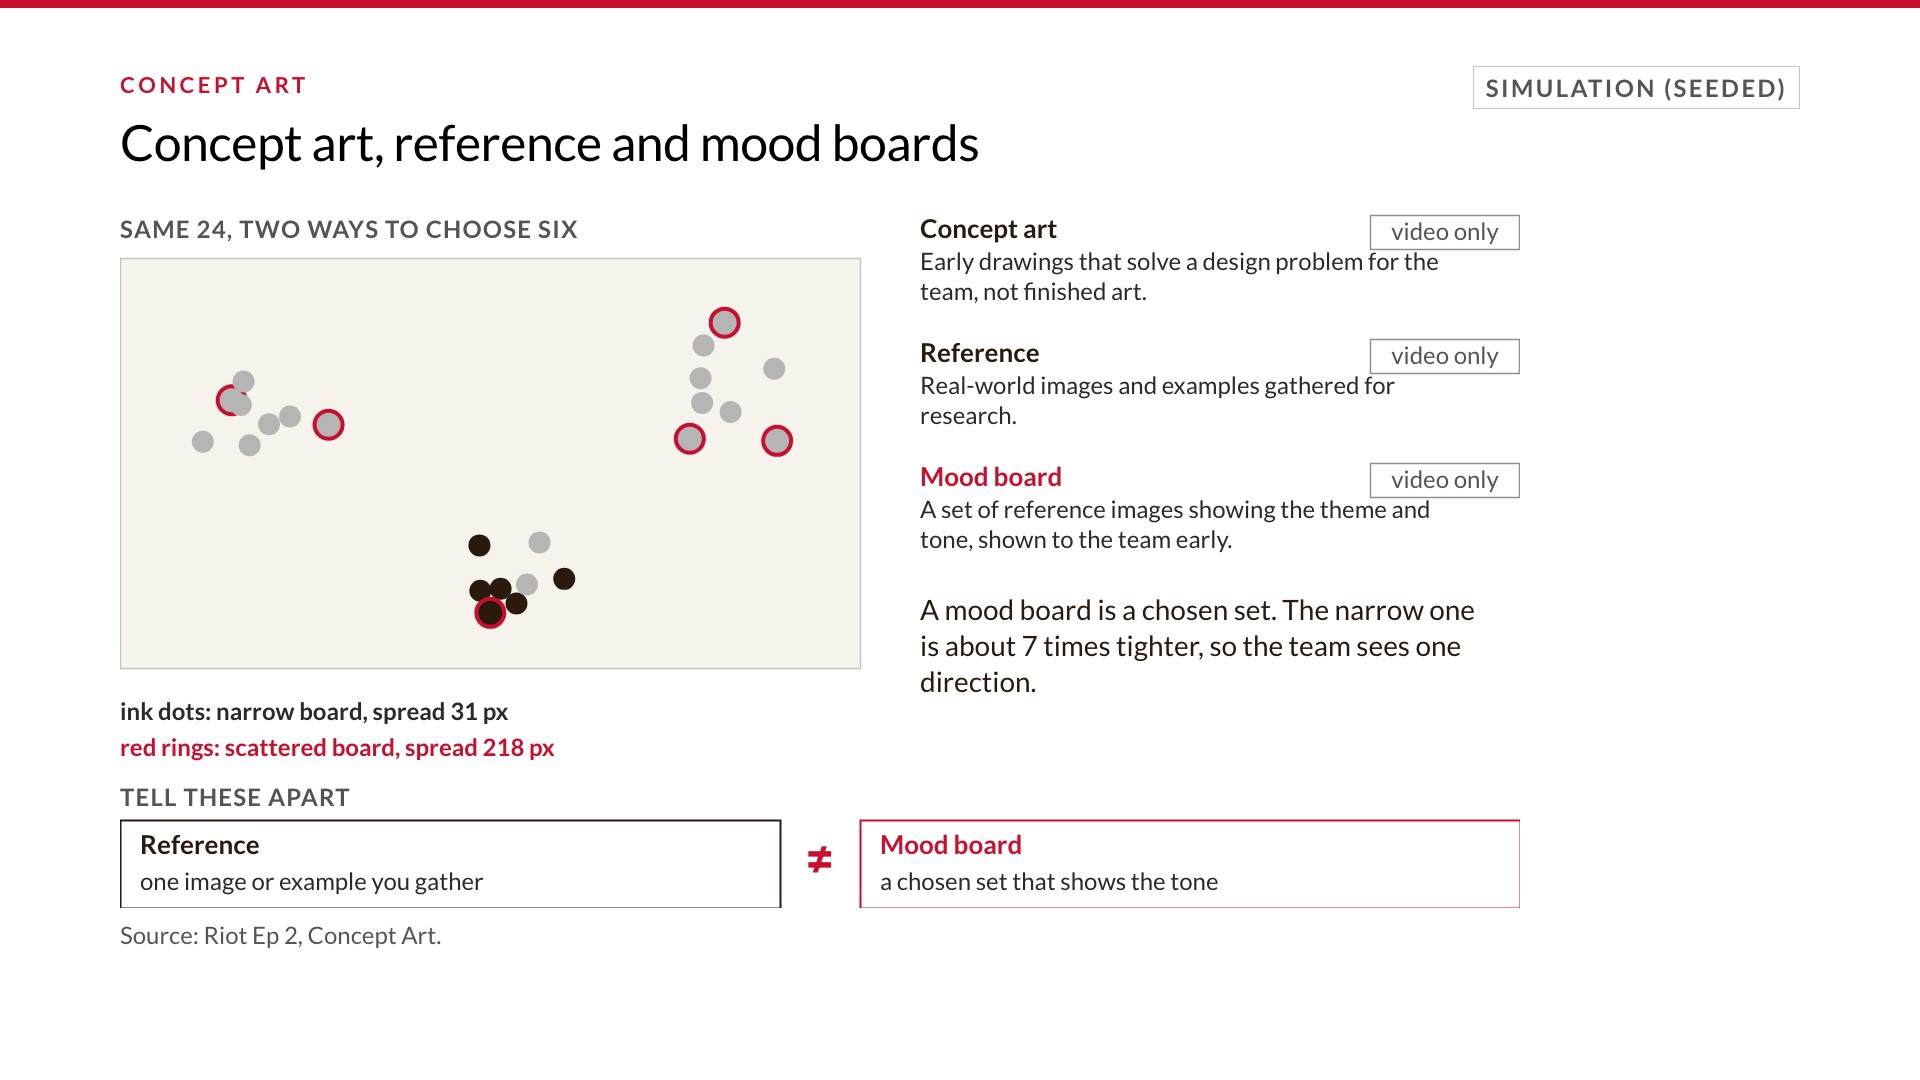 CONCEPT ART
SIMULATION (SEEDED)
Concept art, reference and mood boards
SAME 24, TWO WAYS TO CHOOSE SIX
ink dots: narrow board, spread 31 px
red rings: scattered board, spread 218 px
Concept art
video only
Early drawings that solve a design problem for the
team, not finished art.
Reference
video only
Real-world images and examples gathered for
research.
Mood board
video only
A set of reference images showing the theme and
tone, shown to the team early.
A mood board is a chosen set. The narrow one
is about 7 times tighter, so the team sees one
direction.
TELL THESE APART
Reference
one image or example you gather
≠
Mood board
a chosen set that shows the tone
Source: Riot Ep 2, Concept Art.